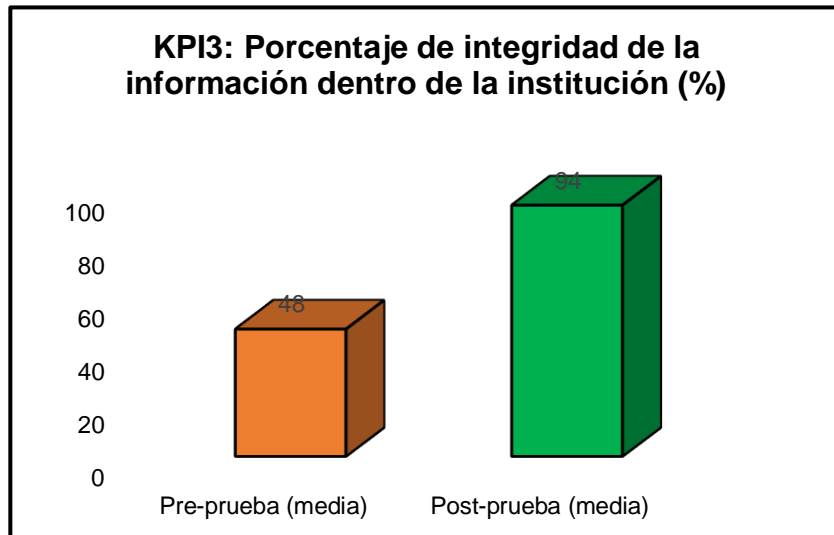 KPI3: Porcentaje de integridad de la
información dentro de la institución (%)
94
100
80
60
48
40
20
0
Pre-prueba (media)
Post-prueba (media)